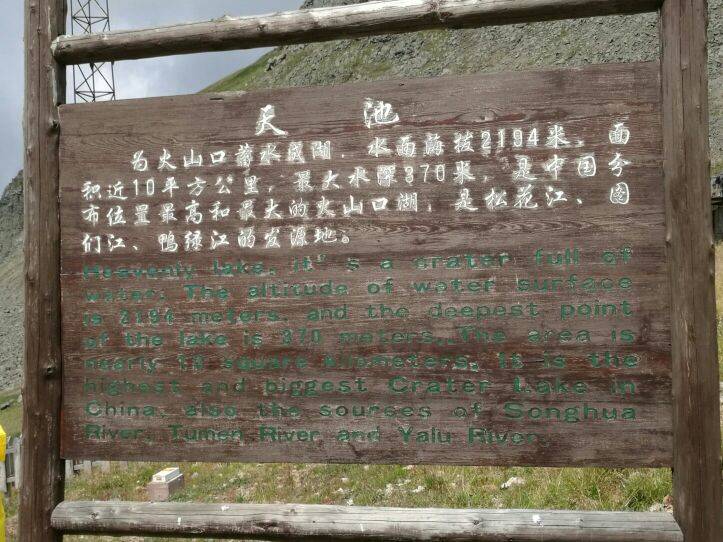 天 池
为火山口蓄水成湖，水面海拔2194米，面
积近10平方公里，最大水深370米，是中国分
布位置最高和最大的火山口湖，是松花江、图
们江、鸭绿江的发源地。
Heavenly lake, it's a crater full of
water. The altitude of water surface
is 2194 meters, and the deepest point
of the lake is 370 meters. The area is
nearly 10 square kilometers. It is the
highest and biggest Crater Lake in
China, also the sources of Songhua
River, Tumen River and Yalu River.